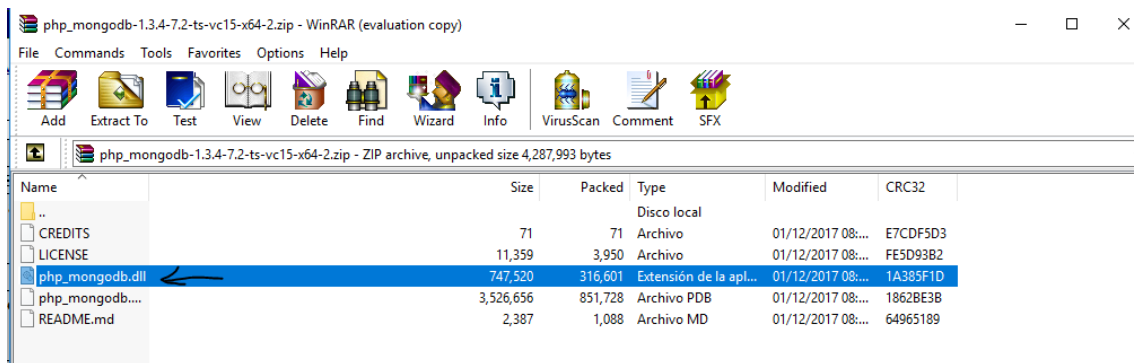 php_mongodb-1.3.4-7.2-ts-vc15-x64-2.zip - WinRAR (evaluation copy)
File Commands Tools Favorites Options Help
Add Extract To Test View Delete Find Wizard Info VirusScan Comment SFX
php_mongodb-1.3.4-7.2-ts-vc15-x64-2.zip - ZIP archive, unpacked size 4,287,993 bytes
Name Size Packed Type Modified CRC32
.. Disco local
CREDITS 71 71 Archivo 01/12/2017 08:... E7CDF5D3
LICENSE 11,359 3,950 Archivo 01/12/2017 08:... FE5D93B2
php_mongodb.dll 747,520 316,601 Extensión de la apl... 01/12/2017 08:... 1A385F1D
php_mongodb.... 3,526,656 851,728 Archivo PDB 01/12/2017 08:... 1862BE3B
README.md 2,387 1,088 Archivo MD 01/12/2017 08:... 64965189